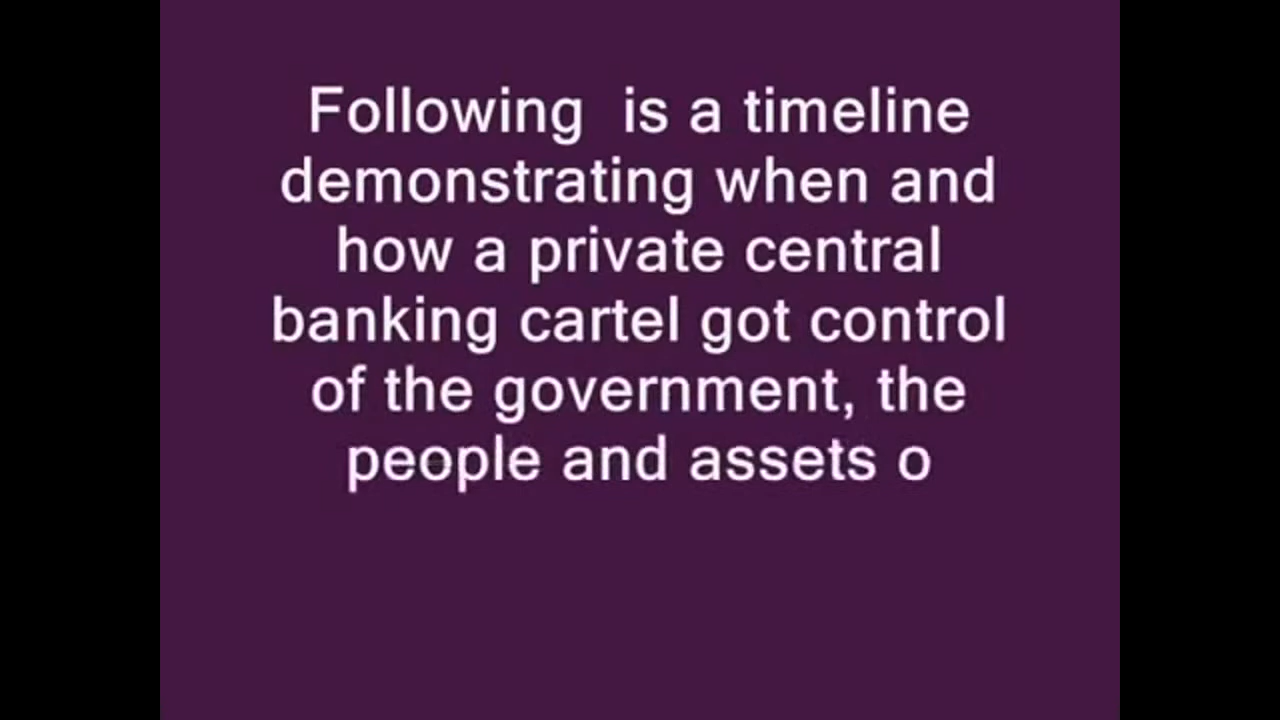 Following  is a timeline
demonstrating when and
how a private central
banking cartel got control
of the government, the
people and assets o